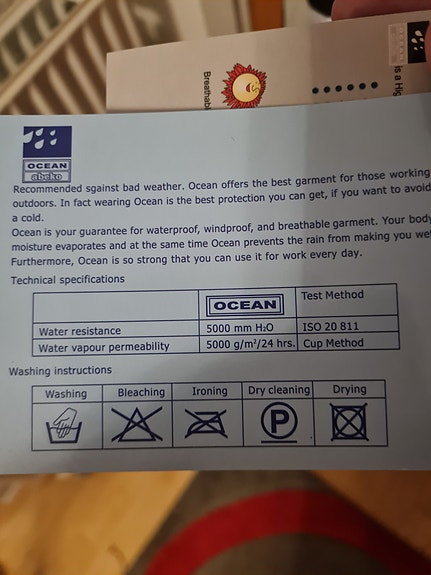 Breathabl
is a Hig
OCEAN
abeko
Recommended sgainst bad weather. Ocean offers the best garment for those working
outdoors. In fact wearing Ocean is the best protection you can get, if you want to avoid
a cold.
Ocean is your guarantee for waterproof, windproof, and breathable garment. Your body
moisture evaporates and at the same time Ocean prevents the rain from making you wet
Furthermore, Ocean is so strong that you can use it for work every day.
Technical specifications
OCEAN Test Method
Water resistance 5000 mm H₂O ISO 20 811
Water vapour permeability 5000 g/m²/24 hrs. Cup Method
Washing instructions
Washing Bleaching Ironing Dry cleaning Drying
P